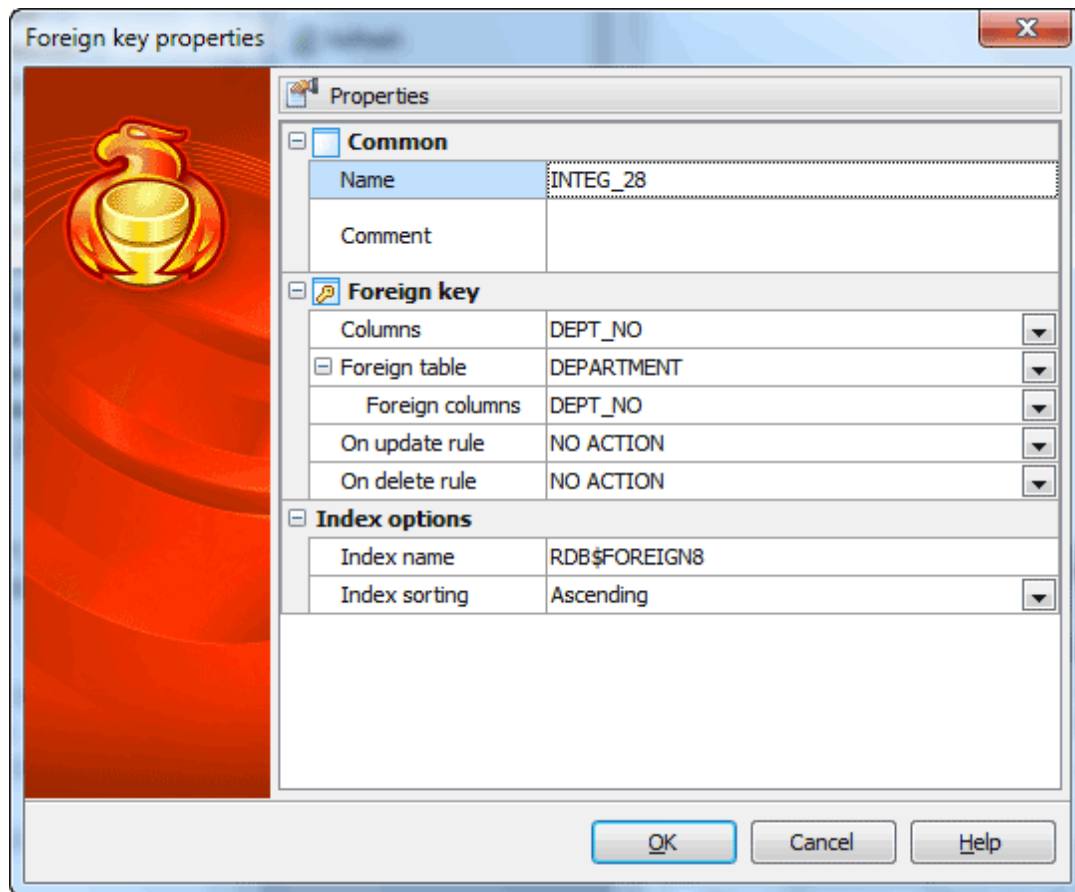 Foreign key properties
Properties
Common
Name INTEG_28
Comment
Foreign key
Columns DEPT_NO
Foreign table DEPARTMENT
Foreign columns DEPT_NO
On update rule NO ACTION
On delete rule NO ACTION
Index options
Index name RDB$FOREIGN8
Index sorting Ascending
OK Cancel Help